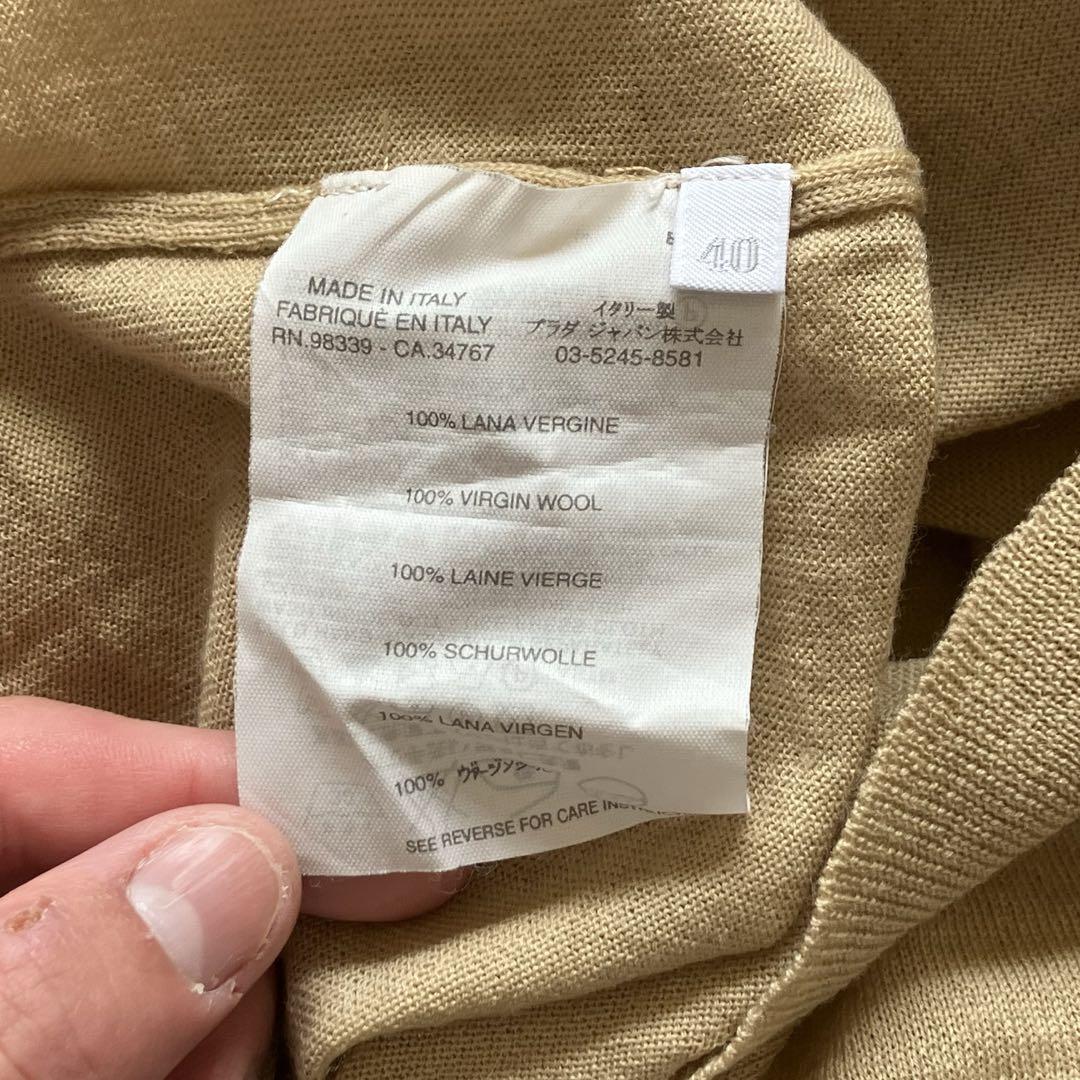 40
MADE IN ITALY
FABRIQUÉ EN ITALY
RN.98339 - CA.34767
イタリー製
プラダ ジャパン株式会社
03-5245-8581
100% LANA VERGINE
100% VIRGIN WOOL
100% LAINE VIERGE
100% SCHURWOLLE
100% LANA VIRGEN
100%
SEE REVERSE FOR CARE